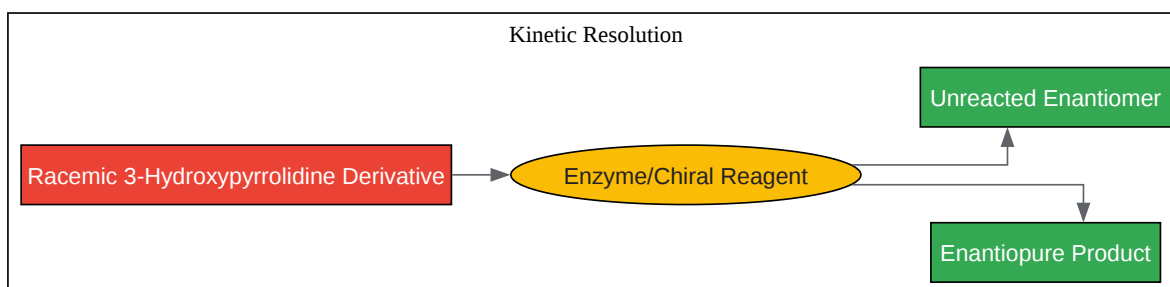 Kinetic Resolution
Unreacted Enantiomer
Racemic 3-Hydroxypyrrolidine Derivative
Enzyme/Chiral Reagent
Enantiopure Product